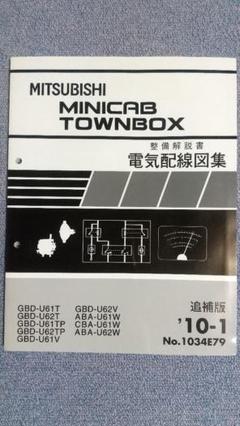 MITSUBISHI
MINICAB
TOWNBOX
整備解説書
電気配線図集
GBD-U61T GBD-U62V
GBD-U62T ABA-U61W
GBD-U61TP CBA-U61W
GBD-U62TP ABA-U62W
GBD-U61V
追補版
'10-1
No.1034E79